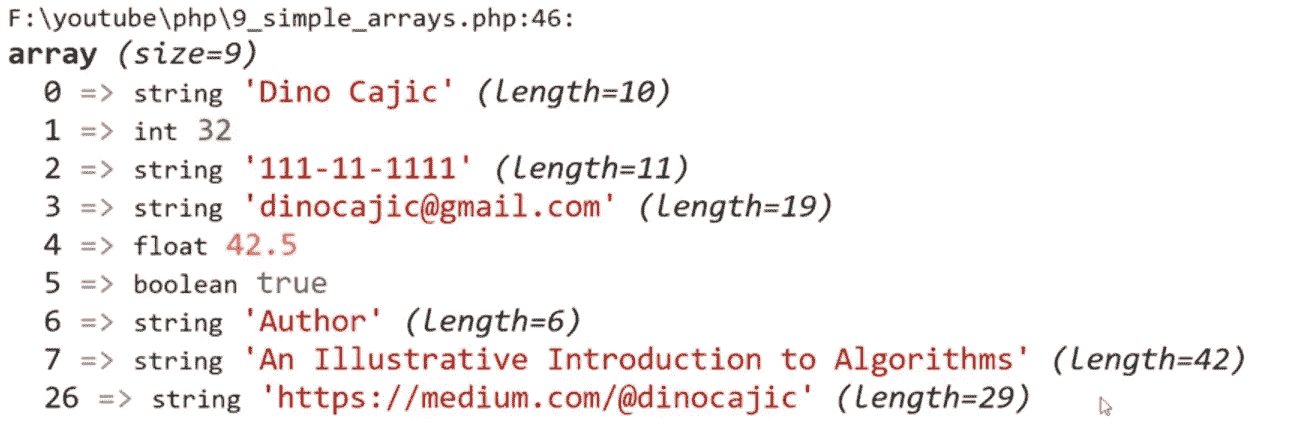 F:\youtube\php\9_simple_arrays.php:46:
array (size=9)
0 => string 'Dino Cajic' (length=10)
1 => int 32
2 => string '111-11-1111' (length=11)
3 => string 'dinocajic@gmail.com' (length=19)
4 => float 42.5
5 => boolean true
6 => string 'Author' (length=6)
7 => string 'An Illustrative Introduction to Algorithms' (length=42)
26 => string 'https://medium.com/@dinocajic' (length=29)